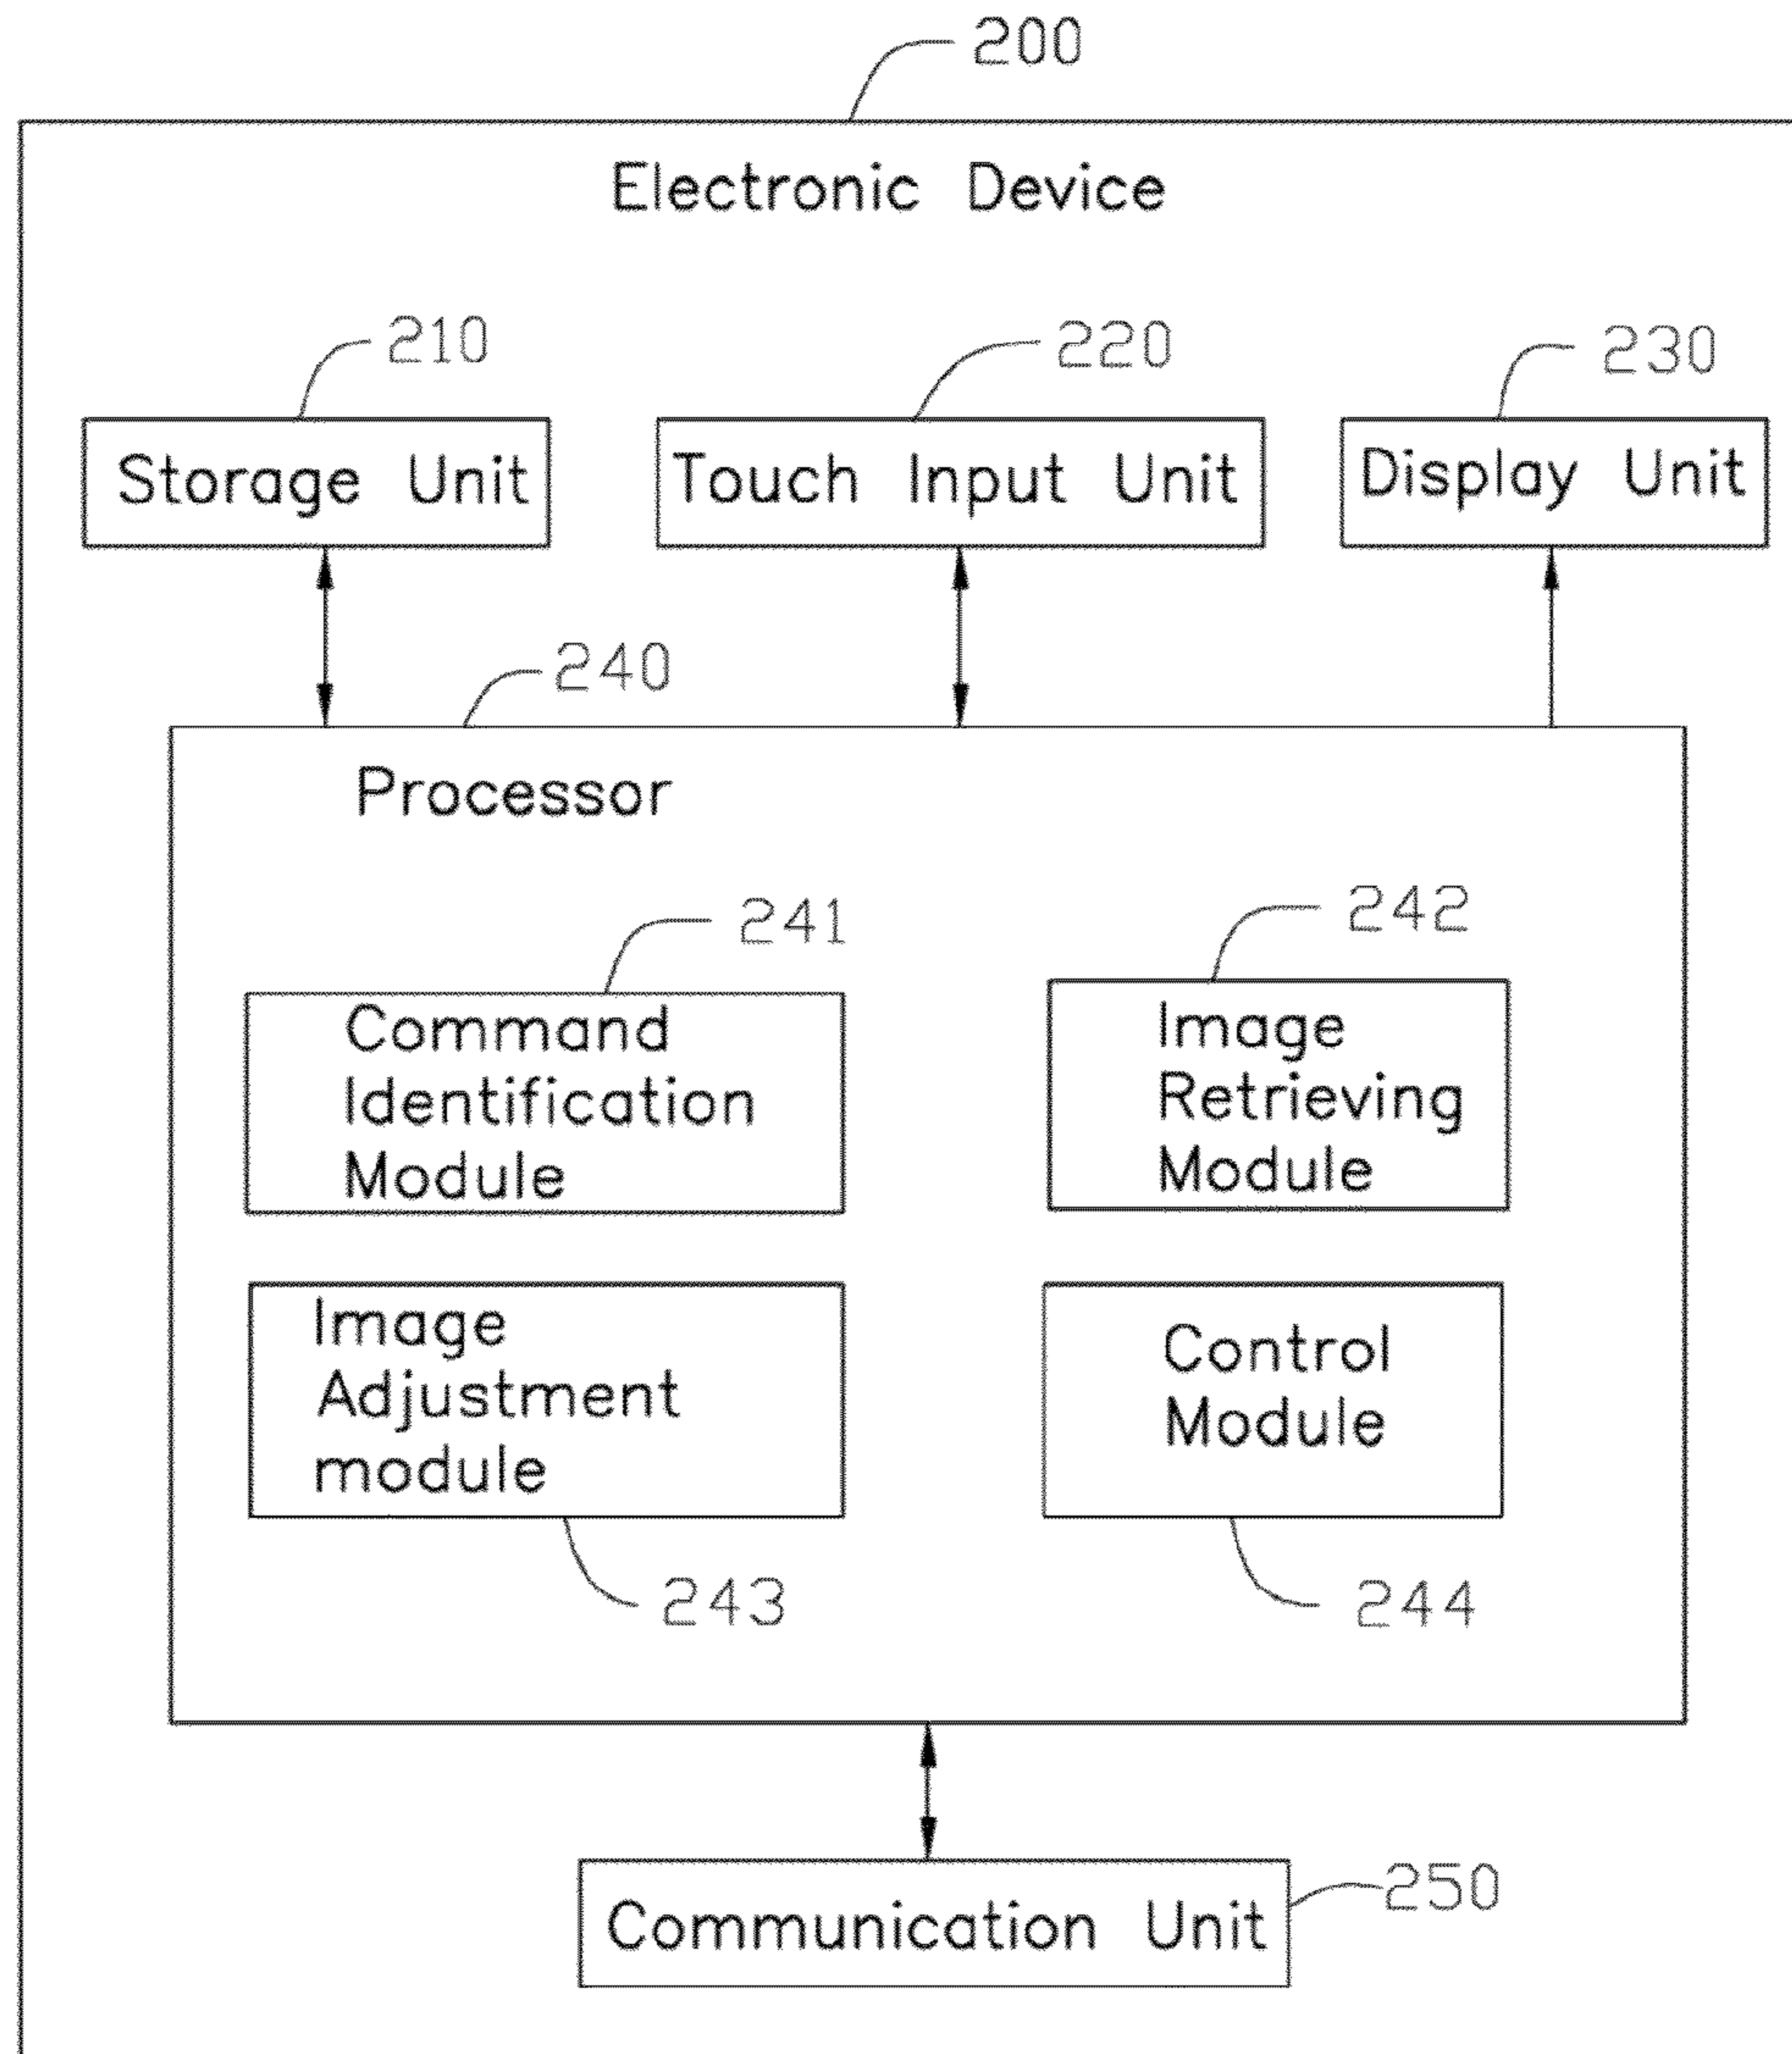 200
Electronic Device
210
220
230
Storage Unit
Touch Input Unit
Display Unit
240
Processor
241
242
Command
Identification
Module
Image
Retrieving
Module
Image
Adjustment
module
Control
Module
243
244
Communication Unit
250